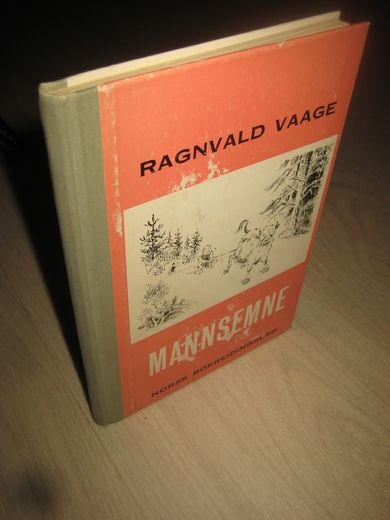 RAGNVALD VAAGE
MANNSEMNE
NORSK BOKREIDINGSLAG